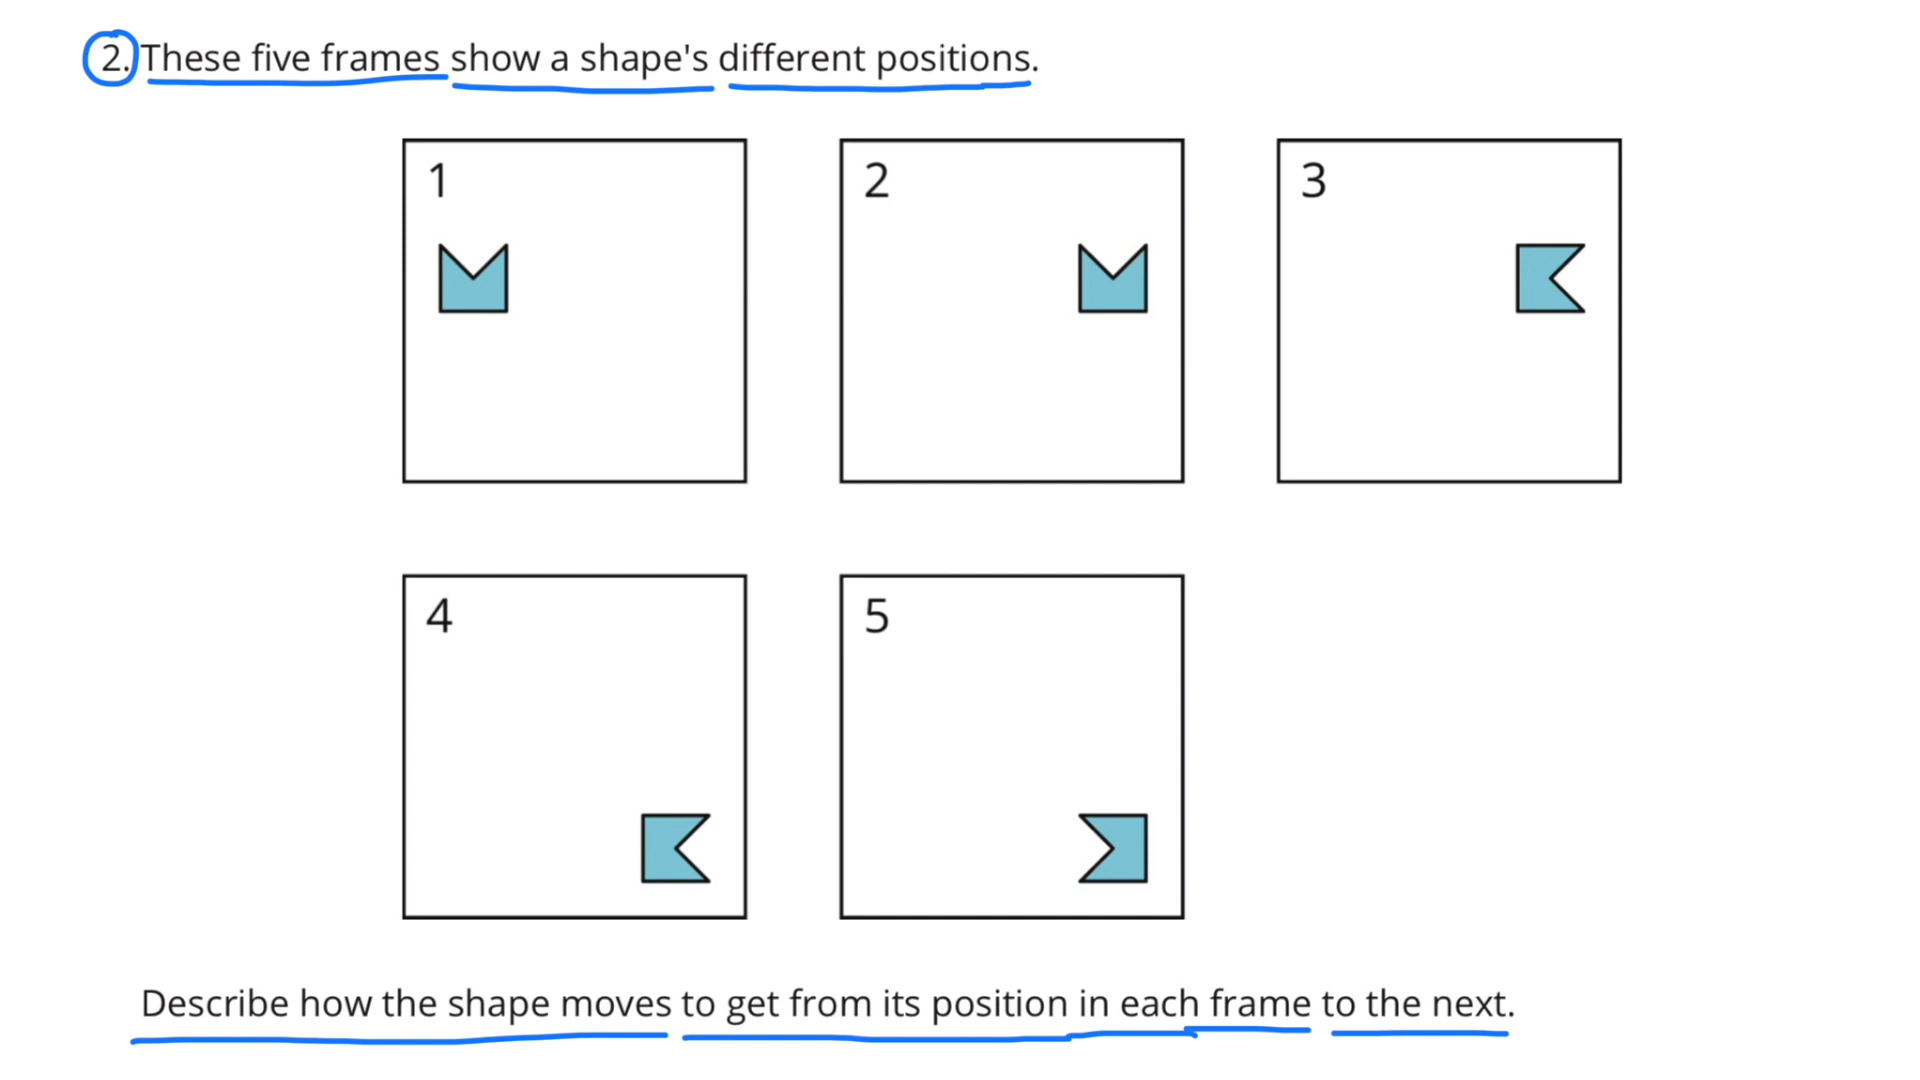 2. These five frames show a shape's different positions.
1
2
3
4
5
Describe how the shape moves to get from its position in each frame to the next.